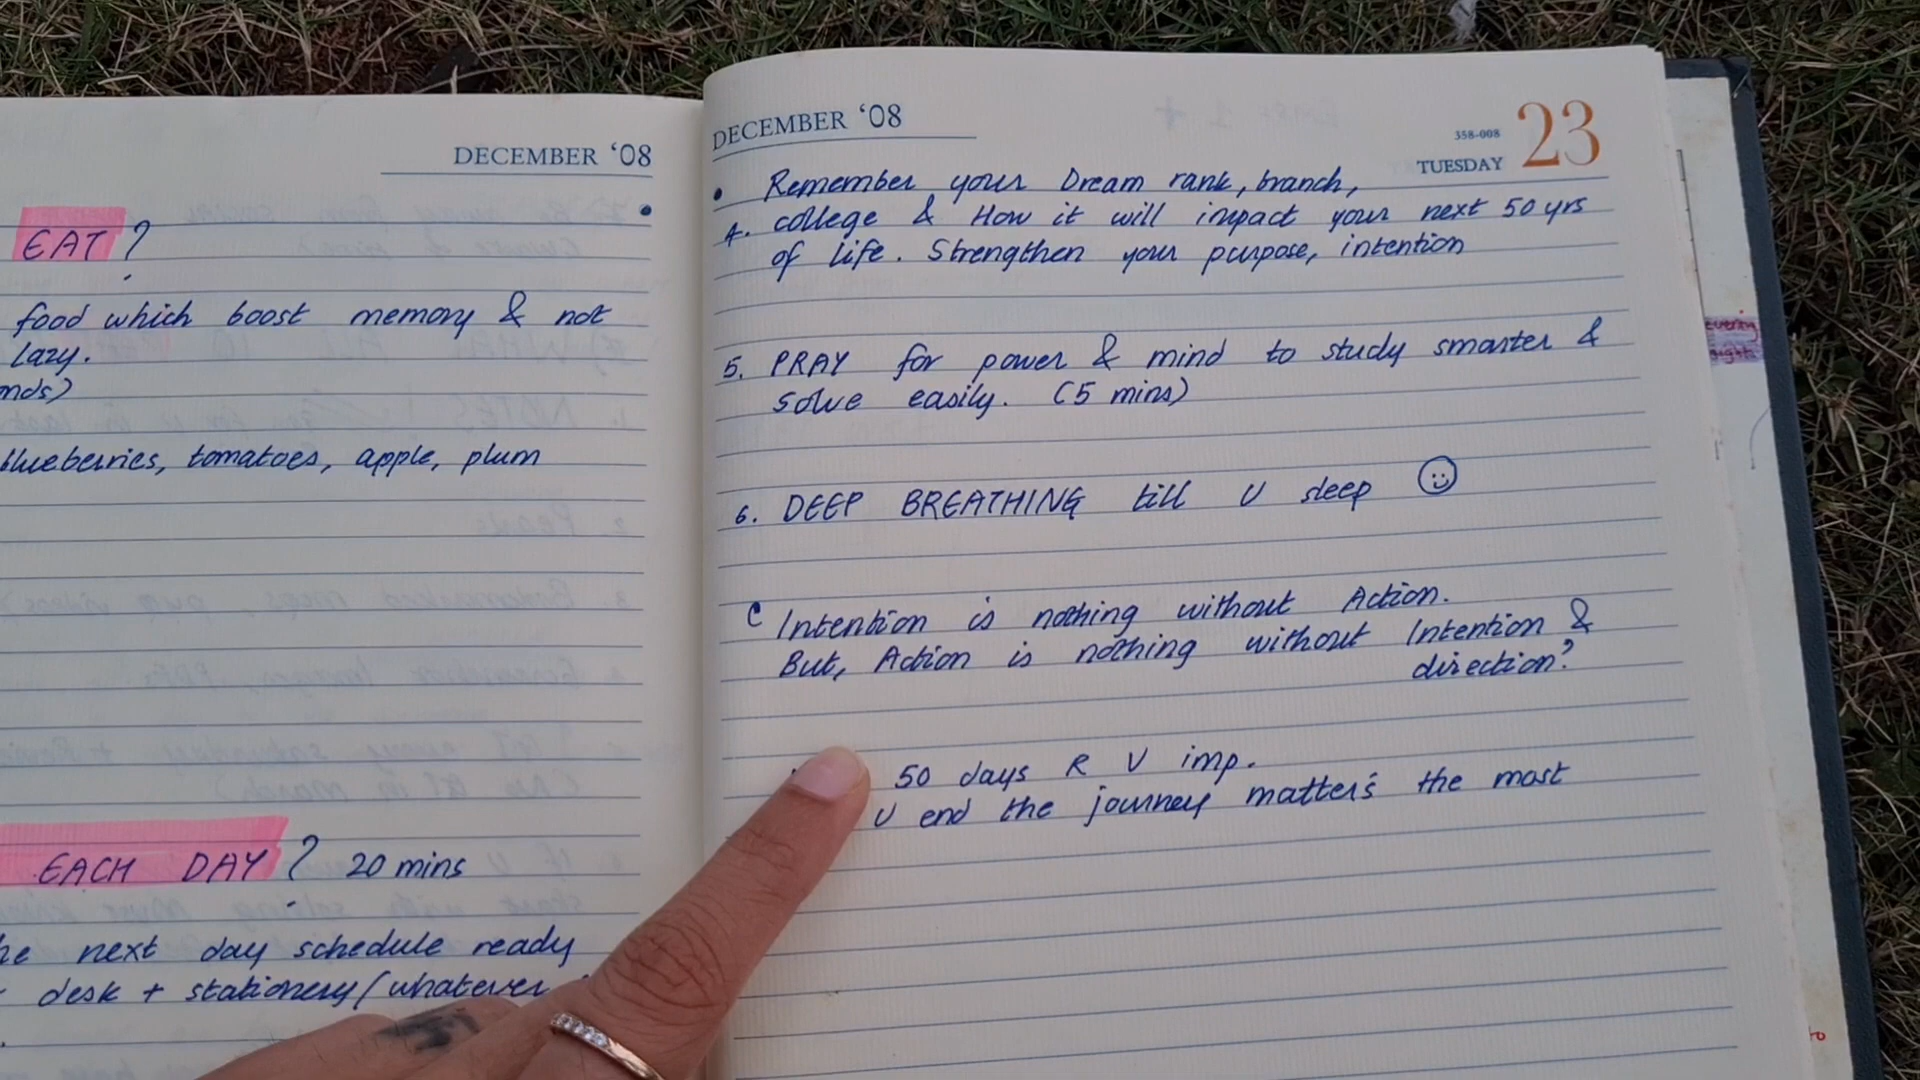 DECEMBER '08
EAT ?
food which boost memory & not
lazy.
blueberries, tomatoes, apple, plum
EACH DAY ? 20 mins
next day schedule ready
desk + stationery / whatever
DECEMBER '08
358-008
TUESDAY
23
• Remember your Dream rank, branch,
4. college & How it will impact your next 50 yrs
of life. Strengthen your purpose, intention
5. PRAY for power & mind to study smarter &
solve easily. (5 mins)
6. DEEP BREATHING till U sleep
Intention is nothing without Action.
But, Action is nothing without Intention &
direction?
50 days R V imp.
U end the journey matter's the most